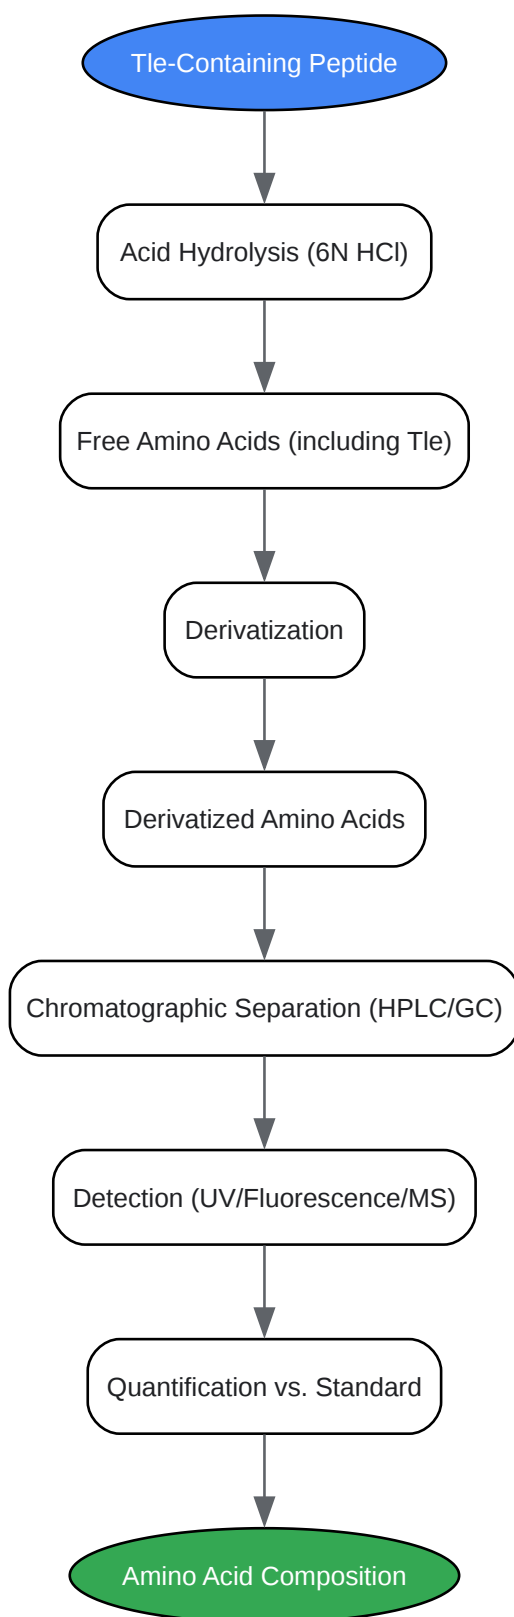 Tle-Containing Peptide
Acid Hydrolysis (6N HCl)
Free Amino Acids (including Tle)
Derivatization
Derivatized Amino Acids
Chromatographic Separation (HPLC/GC)
Detection (UV/Fluorescence/MS)
Quantification vs. Standard
Amino Acid Composition